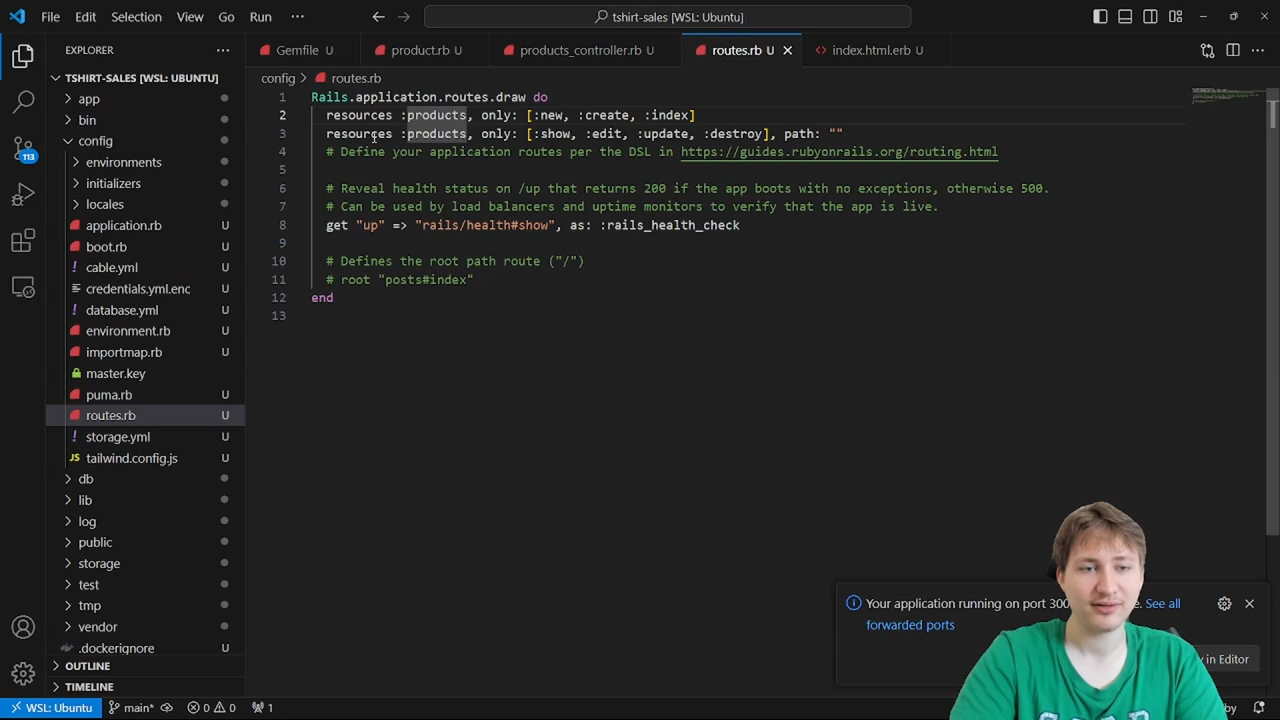 File Edit Selection View Go Run ··· tshirt-sales [WSL: Ubuntu]
EXPLORER
Gemfile U
product.rb U
products_controller.rb U
routes.rb U
index.html.erb U
config > routes.rb
TSHIRT-SALES [WSL: UBUNTU]
app
bin
config
environments
initializers
locales
application.rb U
boot.rb U
cable.yml U
credentials.yml.enc U
database.yml U
environment.rb U
importmap.rb U
master.key
puma.rb U
routes.rb U
storage.yml U
tailwind.config.js U
db
lib
log
public
storage
test
tmp
vendor
.dockerignore U
OUTLINE
TIMELINE
113
1 Rails.application.routes.draw do
2 resources :products, only: [:new, :create, :index]
3 resources :products, only: [:show, :edit, :update, :destroy], path: ""
4 # Define your application routes per the DSL in https://guides.rubyonrails.org/routing.html
5
6 # Reveal health status on /up that returns 200 if the app boots with no exceptions, otherwise 500.
7 # Can be used by load balancers and uptime monitors to verify that the app is live.
8 get "up" => "rails/health#show", as: :rails_health_check
9
10 # Defines the root path route ("/")
11 # root "posts#index"
12 end
13
Your application running on port 300 See all
forwarded ports
in Editor
WSL: Ubuntu main* 0 0 1